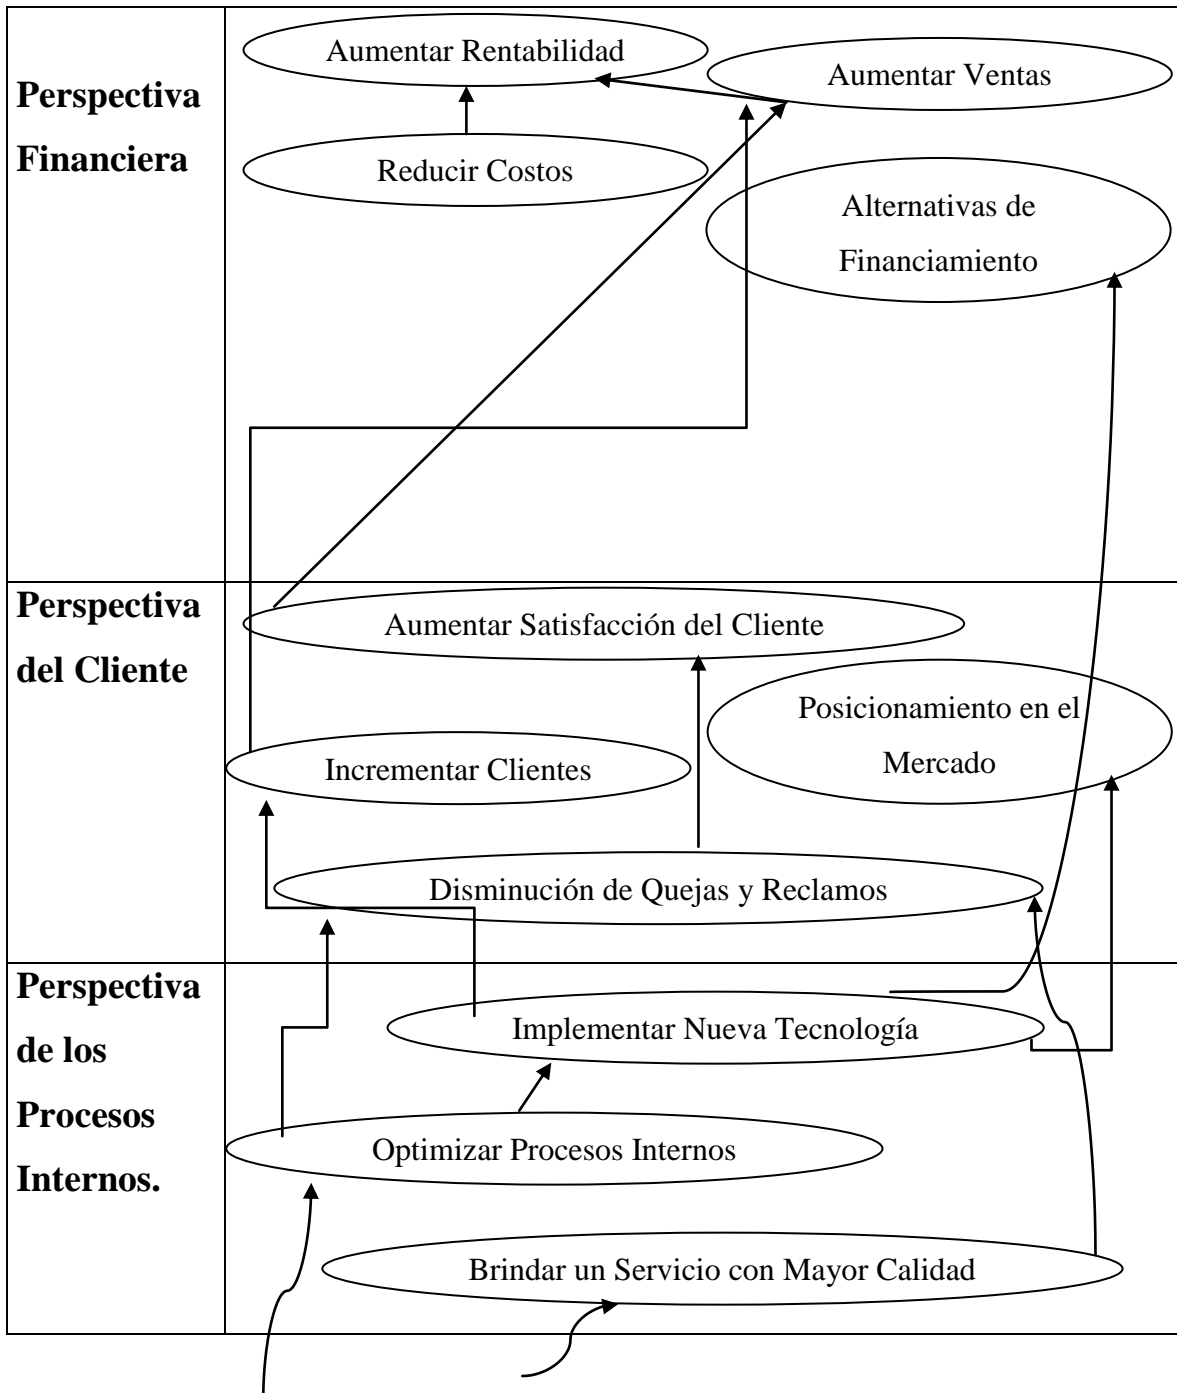 Perspectiva
Financiera
Aumentar Rentabilidad
Aumentar Ventas
Reducir Costos
Alternativas de
Financiamiento
Perspectiva
del Cliente
Aumentar Satisfacción del Cliente
Posicionamiento en el
Mercado
Incrementar Clientes
Disminución de Quejas y Reclamos
Perspectiva
de los
Procesos
Internos.
Implementar Nueva Tecnología
Optimizar Procesos Internos
Brindar un Servicio con Mayor Calidad